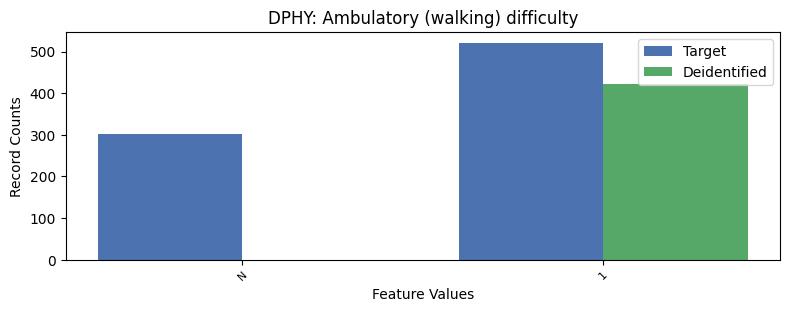 DPHY: Ambulatory (walking) difficulty
Target
Deidentified
500
400
300
200
100
0
Record Counts
N
1
Feature Values